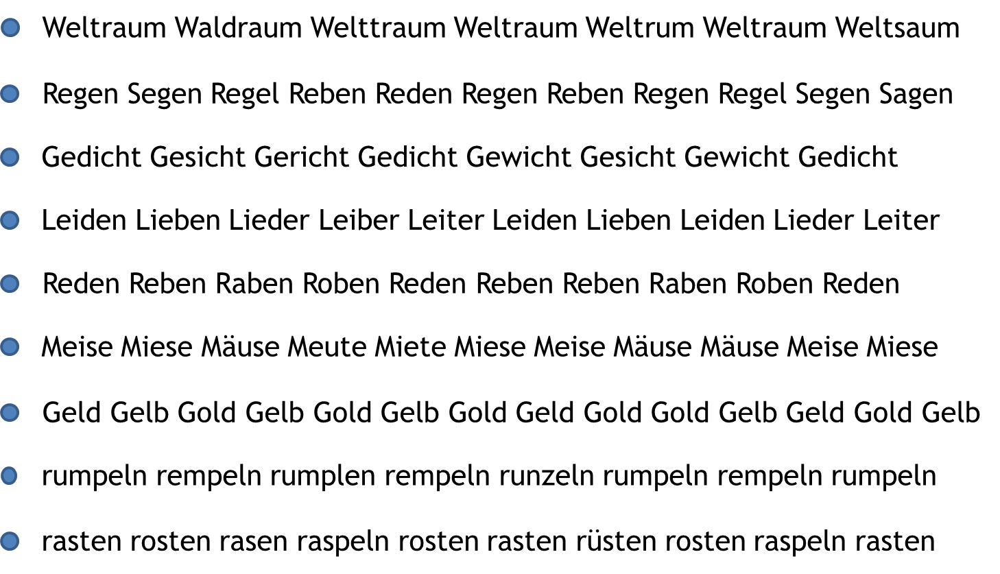 Weltraum Waldraum Welttraum Weltraum Weltrum Weltraum Weltsaum
Regen Segen Regel Reben Reden Regen Reben Regen Regel Segen Sagen
Gedicht Gesicht Gericht Gedicht Gewicht Gesicht Gewicht Gedicht
Leiden Lieben Lieder Leiber Leiter Leiden Lieben Leiden Lieder Leiter
Reden Reben Raben Roben Reden Reben Reben Raben Roben Reden
Meise Miese Mäuse Meute Miete Miese Meise Mäuse Mäuse Meise Miese
Geld Gelb Gold Gelb Gold Gelb Gold Geld Gold Gold Gelb Geld Gold Gelb
rumpeln rempeln rumplen rempeln runzeln rumpeln rempeln rumpeln
rasten rosten rasen raspeln rosten rasten rüsten rosten raspeln rasten